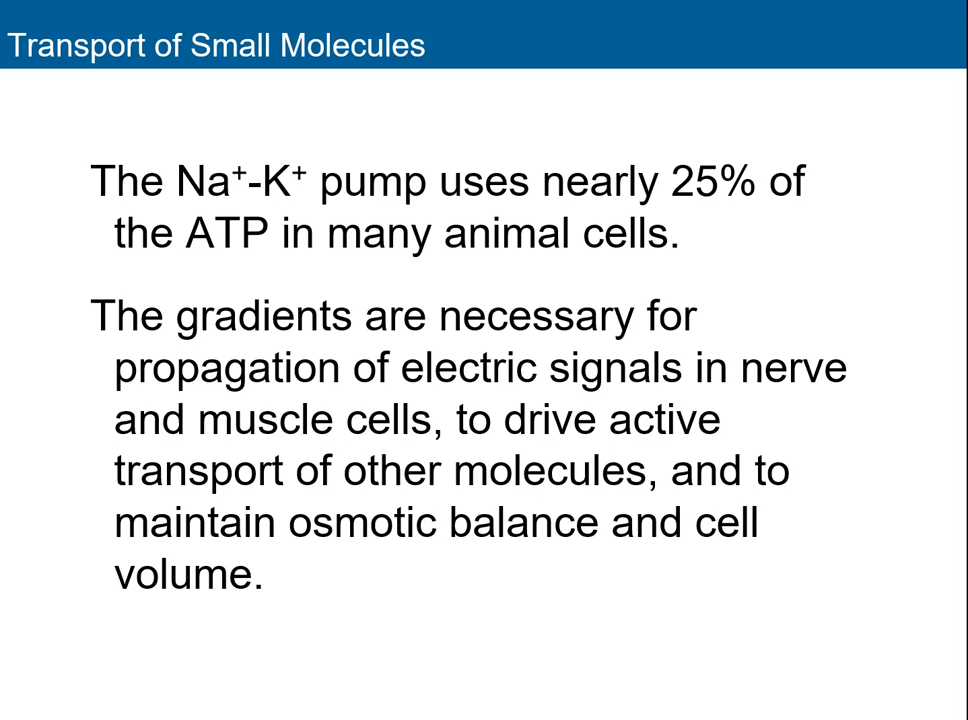 Transport of Small Molecules
The Na⁺-K⁺ pump uses nearly 25% of
the ATP in many animal cells.
The gradients are necessary for
propagation of electric signals in nerve
and muscle cells, to drive active
transport of other molecules, and to
maintain osmotic balance and cell
volume.